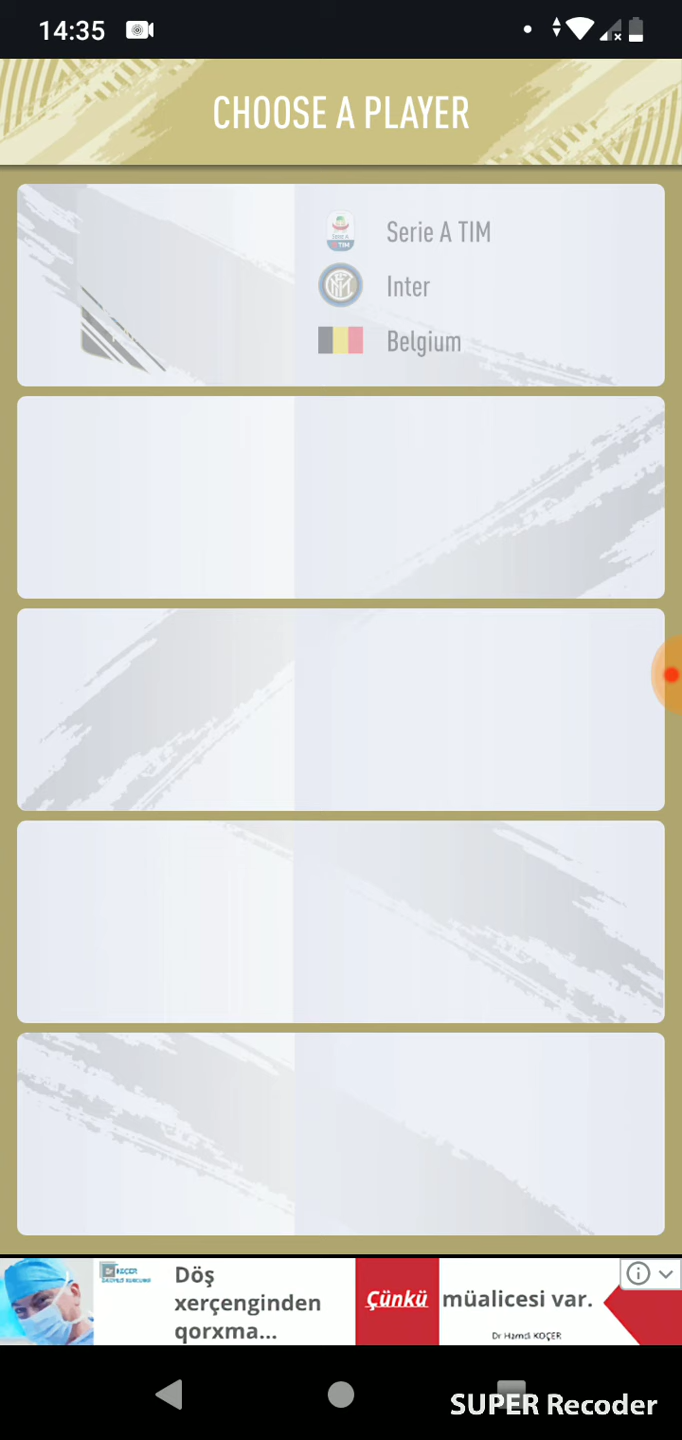 14:35
CHOOSE A PLAYER
Serie A TIM
Inter
Belgium
Döş
xerçenginden
qorxma...
Çünkü müalicesi var.
Dr Hamdi KOÇER
SUPER Recoder